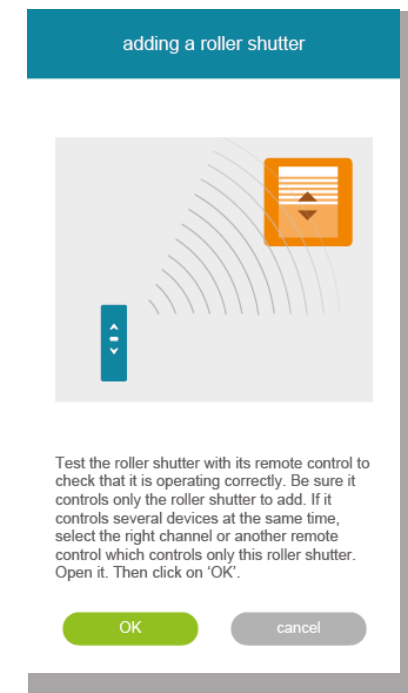 adding a roller shutter
Test the roller shutter with its remote control to
check that it is operating correctly. Be sure it
controls only the roller shutter to add. If it
controls several devices at the same time,
select the right channel or another remote
control which controls only this roller shutter.
Open it. Then click on ‘OK’.
OK
cancel